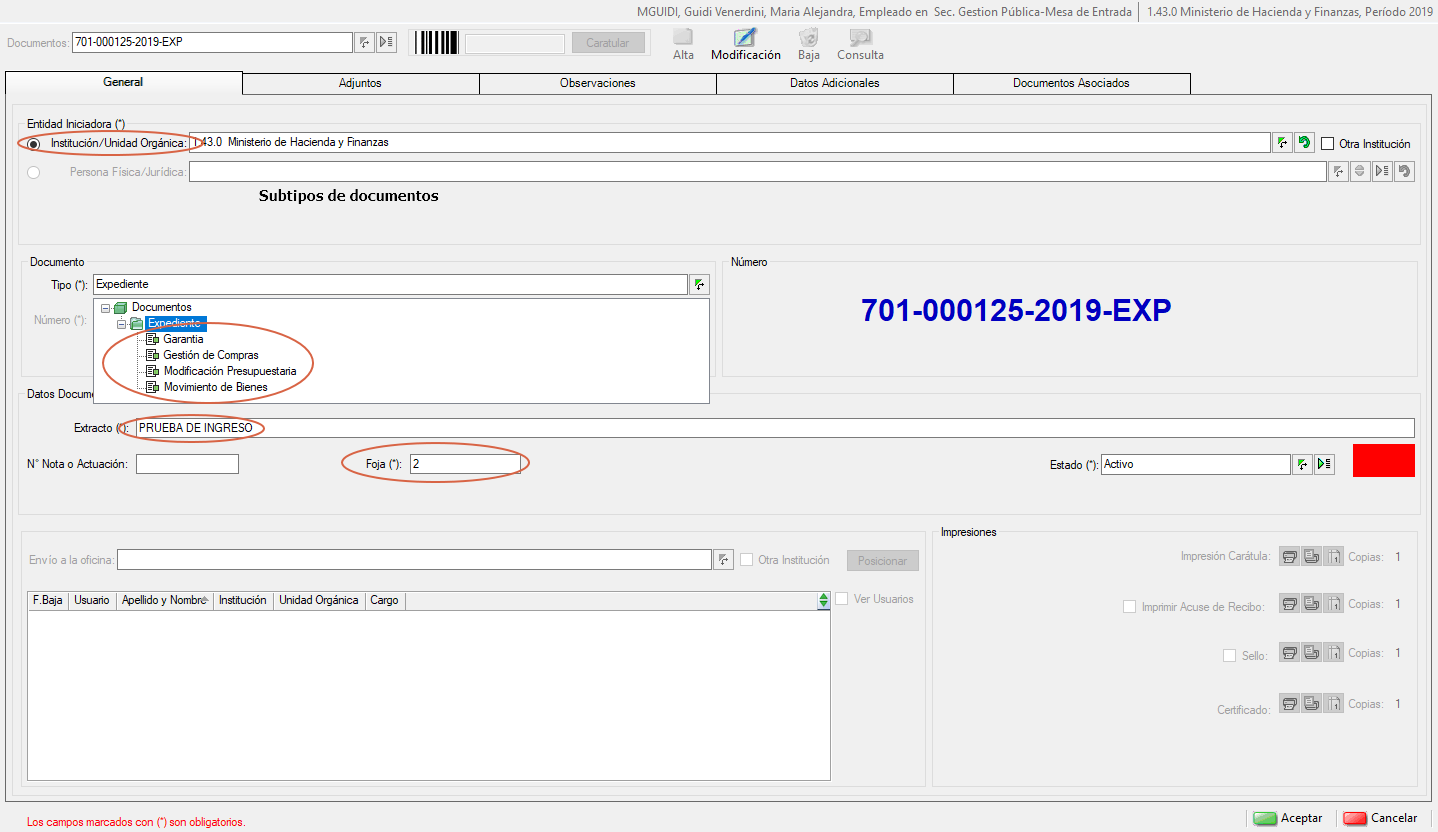 MGUIDI, Guidi Venerdini, Maria Alejandra, Empleado en Sec. Gestion Pública-Mesa de Entrada 1.43.0 Ministerio de Hacienda y Finanzas, Período 2019
Documentos: 701-000125-2019-EXP Caratular Alta Modificación Baja Consulta
General Adjuntos Observaciones Datos Adicionales Documentos Asociados
Entidad Iniciadora (*)
Institución/Unidad Orgánica: 1.43.0 Ministerio de Hacienda y Finanzas Otra Institución
Persona Física/Jurídica:
Subtipos de documentos
Documento
Tipo (*): Expediente
Número (*):
Documentos
Expediente
Garantia
Gestión de Compras
Modificación Presupuestaria
Movimiento de Bienes
Número
701-000125-2019-EXP
Datos Docume
Extracto (*): PRUEBA DE INGRESO
N° Nota o Actuación: Foja (*): 2 Estado (*): Activo
Envío a la oficina: Otra Institución Posicionar
F.Baja Usuario Apellido y Nombre Institución Unidad Orgánica Cargo Ver Usuarios
Impresiones
Impresión Carátula: 1 Copias: 1
Imprimir Acuse de Recibo: 1 Copias: 1
Sello: 1 Copias: 1
Certificado: 1 Copias: 1
Los campos marcados con (*) son obligatorios.
Aceptar Cancelar